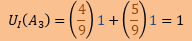 U_I(A_3) = (4/9) 1 + (5/9) 1 = 1